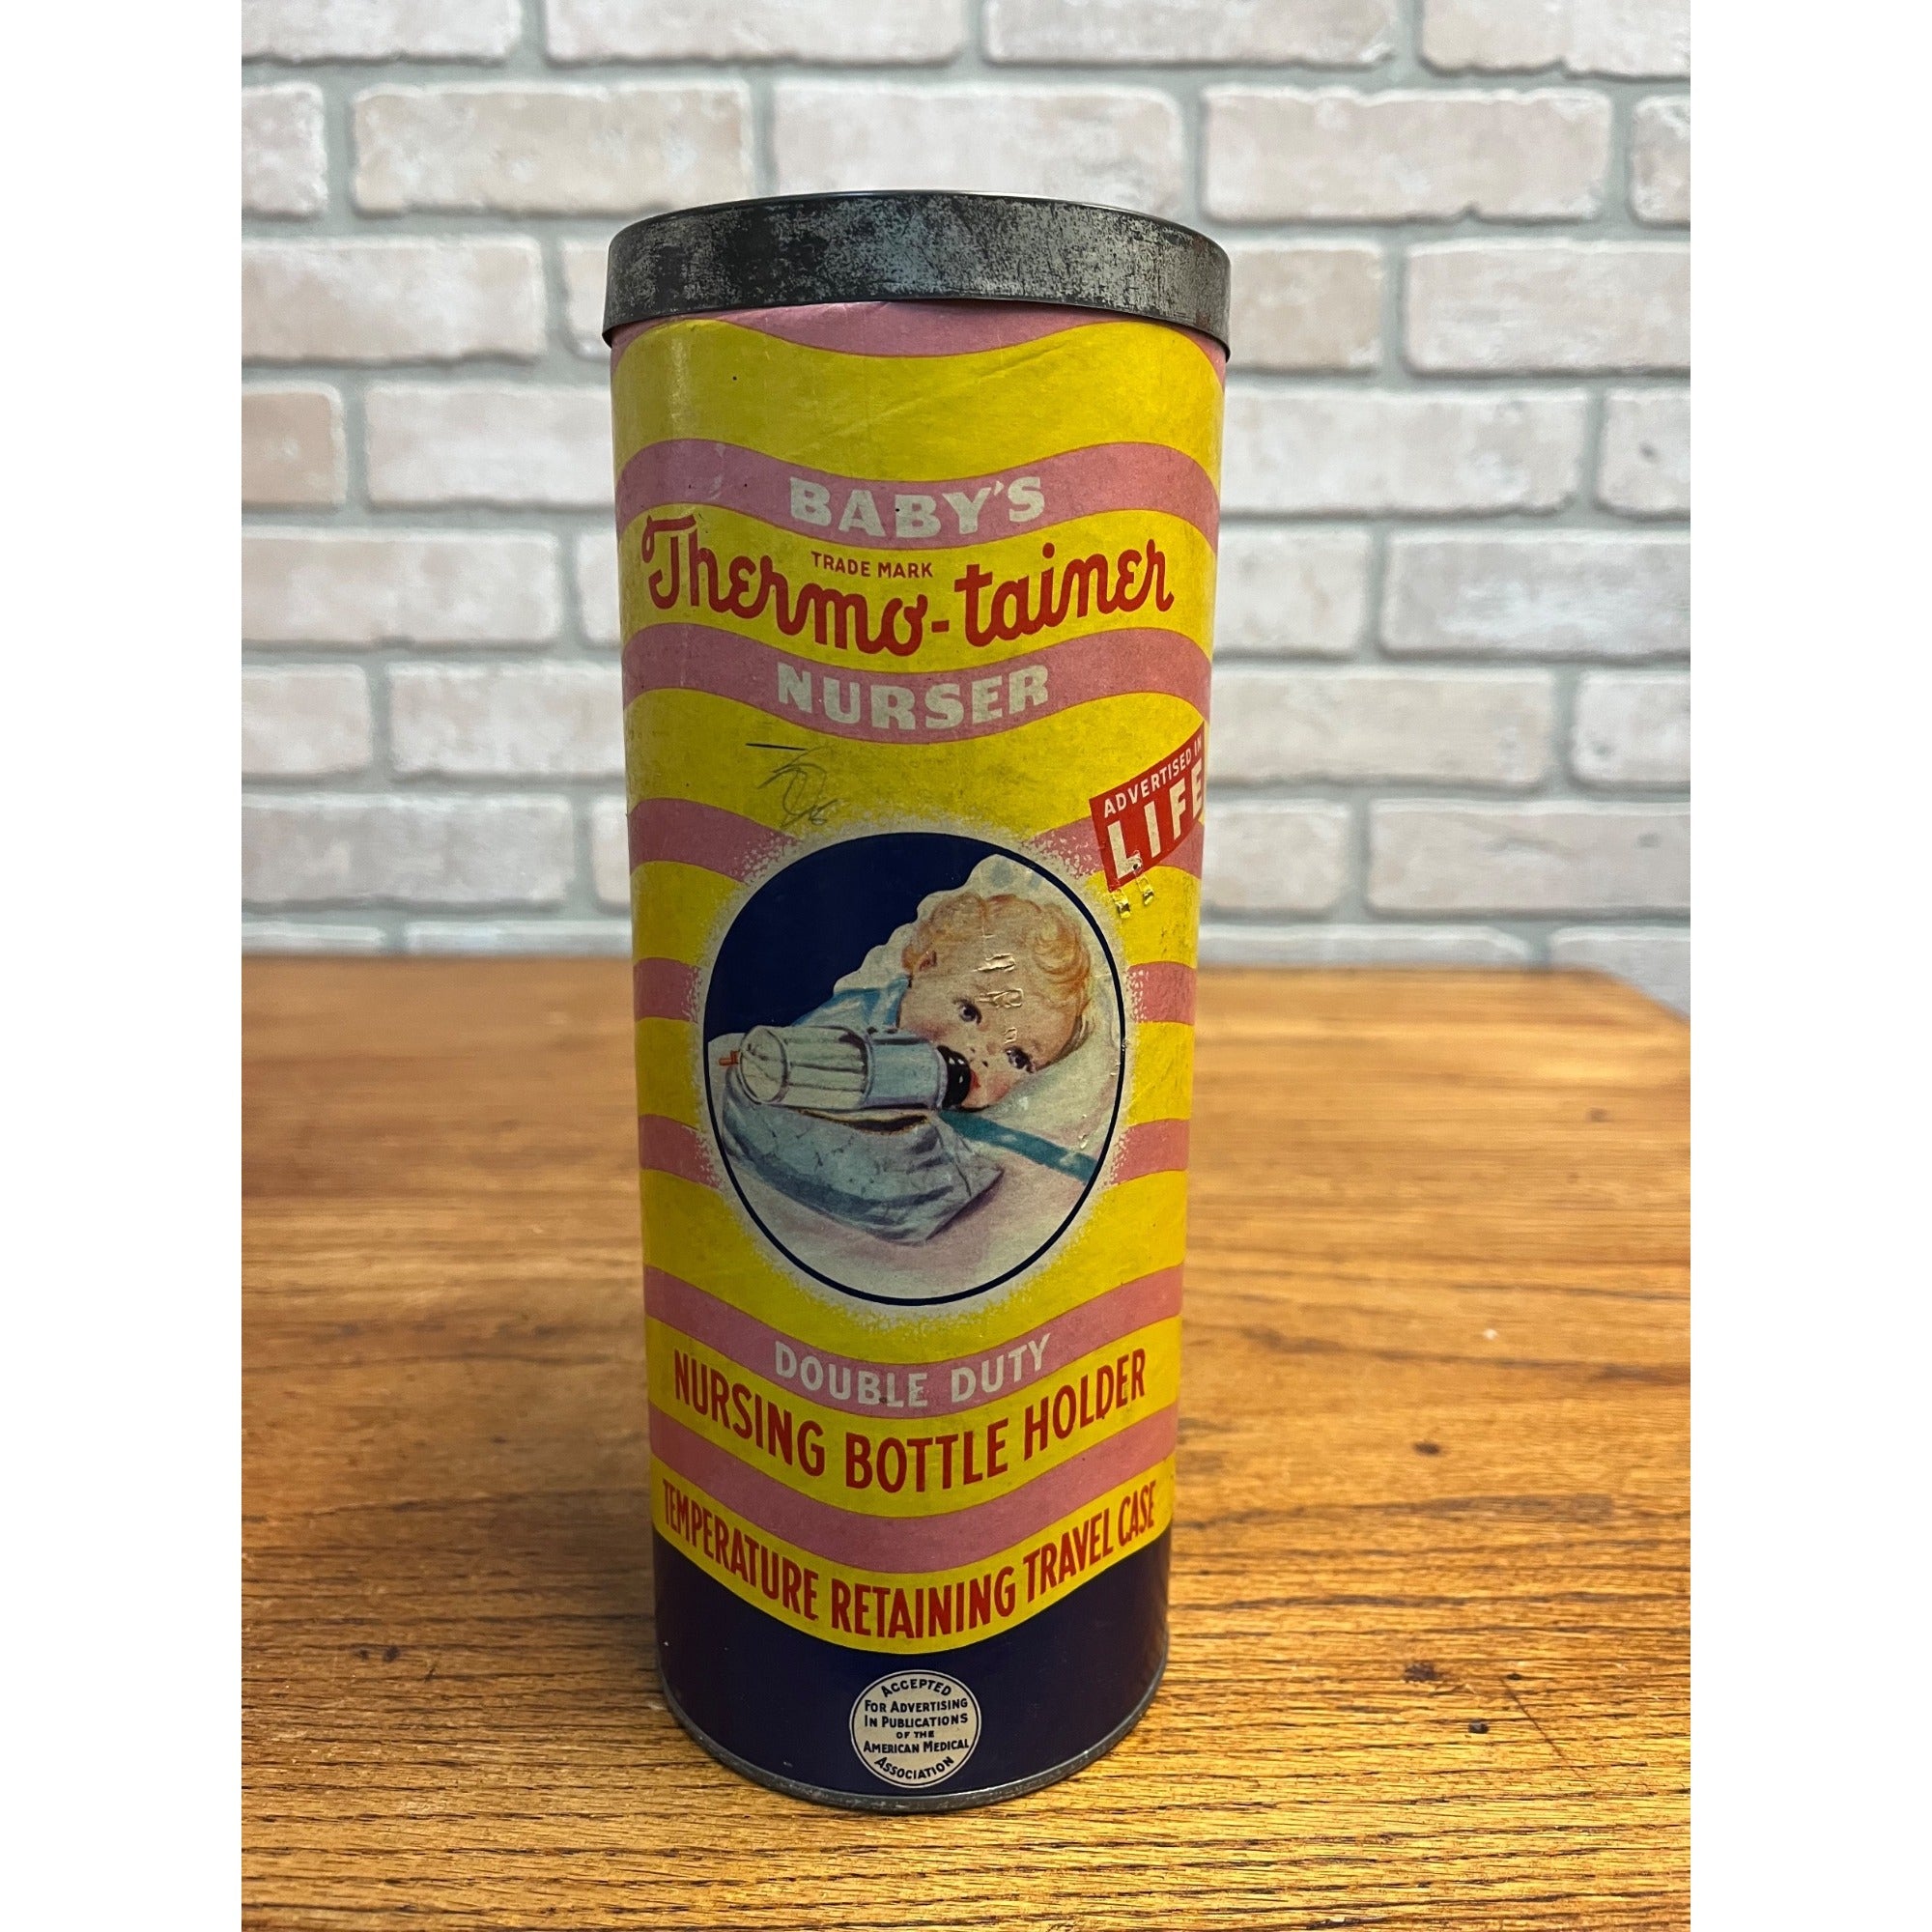 BABY'S
TRADE MARK
Thermo-tainer
NURSER
ADVERTISED IN
LIFE
DOUBLE DUTY
NURSING BOTTLE HOLDER
TEMPERATURE RETAINING TRAVEL CASE
ACCEPTED
FOR ADVERTISING
IN PUBLICATIONS
OF THE
AMERICAN MEDICAL
ASSOCIATION